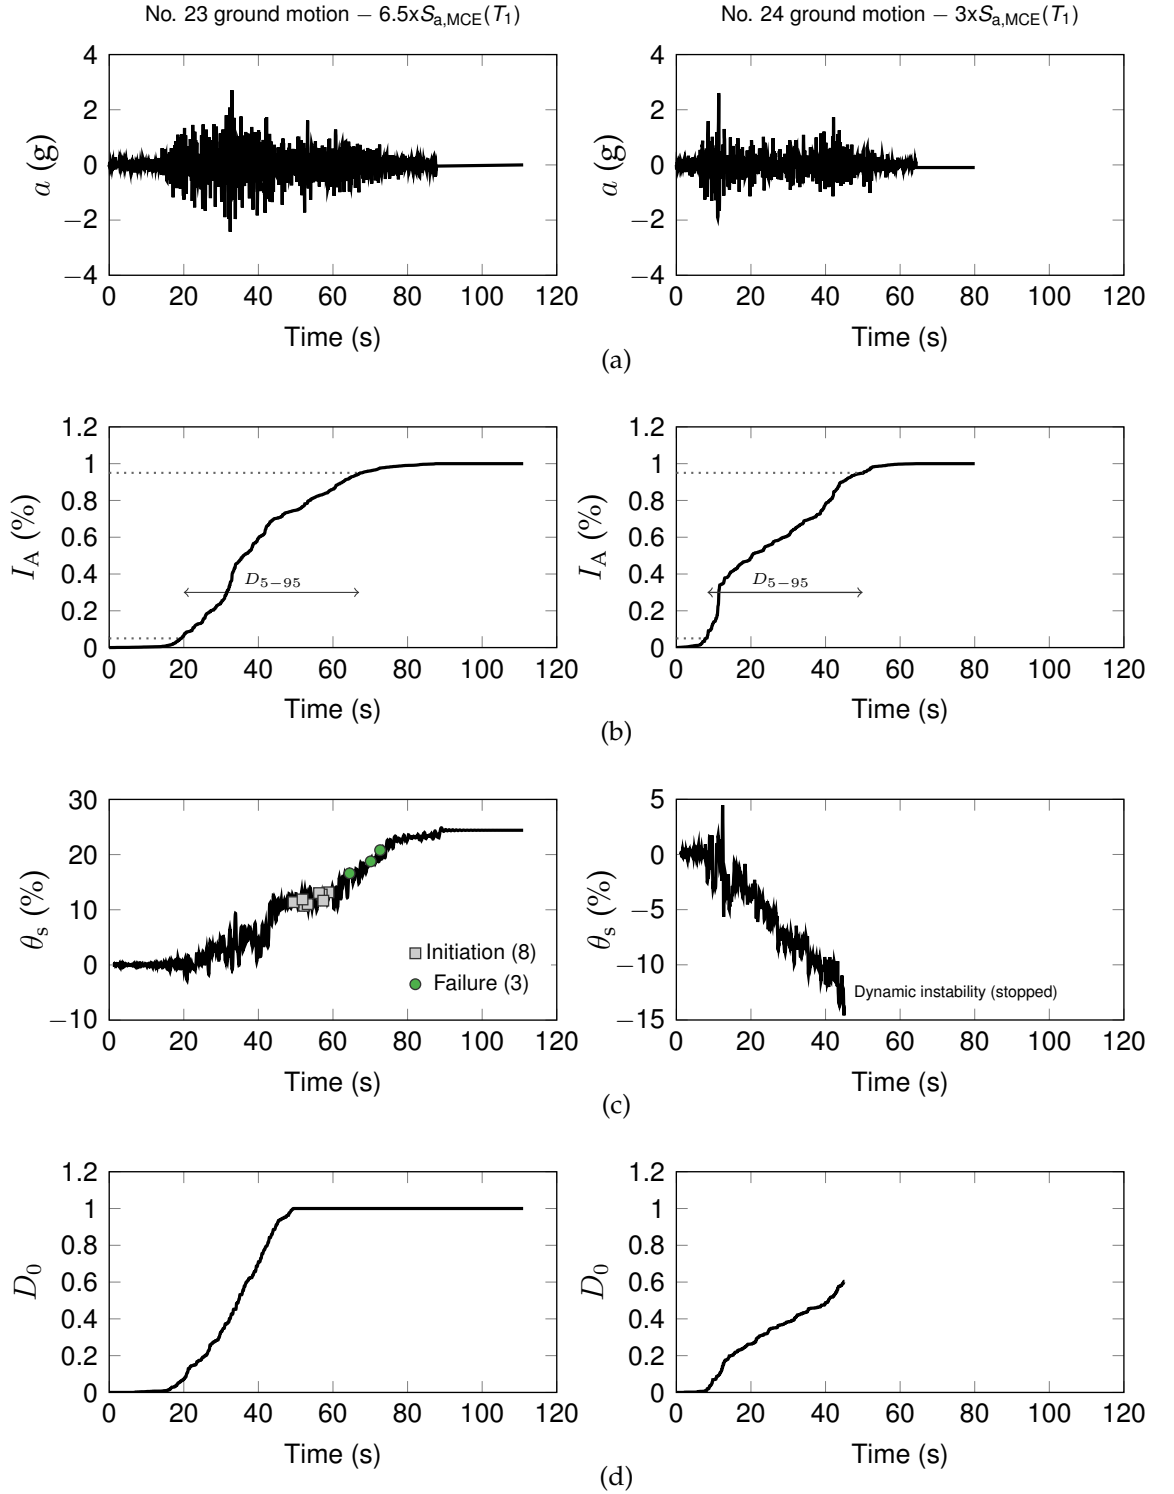 No. 23 ground motion − 6.5xSa,MCE(T1)
No. 24 ground motion − 3xSa,MCE(T1)
4
2
0
−2
−4
a (g)
0 20 40 60 80 100 120
Time (s)
4
2
0
−2
−4
a (g)
0 20 40 60 80 100 120
Time (s)
(a)
1.2
1
0.8
0.6
0.4
0.2
0
IA (%)
D5−95
0 20 40 60 80 100 120
Time (s)
1.2
1
0.8
0.6
0.4
0.2
0
IA (%)
D5−95
0 20 40 60 80 100 120
Time (s)
(b)
30
20
10
0
−10
θs (%)
Initiation (8)
Failure (3)
0 20 40 60 80 100 120
Time (s)
5
0
−5
−10
−15
θs (%)
Dynamic instability (stopped)
0 20 40 60 80 100 120
Time (s)
(c)
1.2
1
0.8
0.6
0.4
0.2
0
D0
0 20 40 60 80 100 120
Time (s)
1.2
1
0.8
0.6
0.4
0.2
0
D0
0 20 40 60 80 100 120
Time (s)
(d)